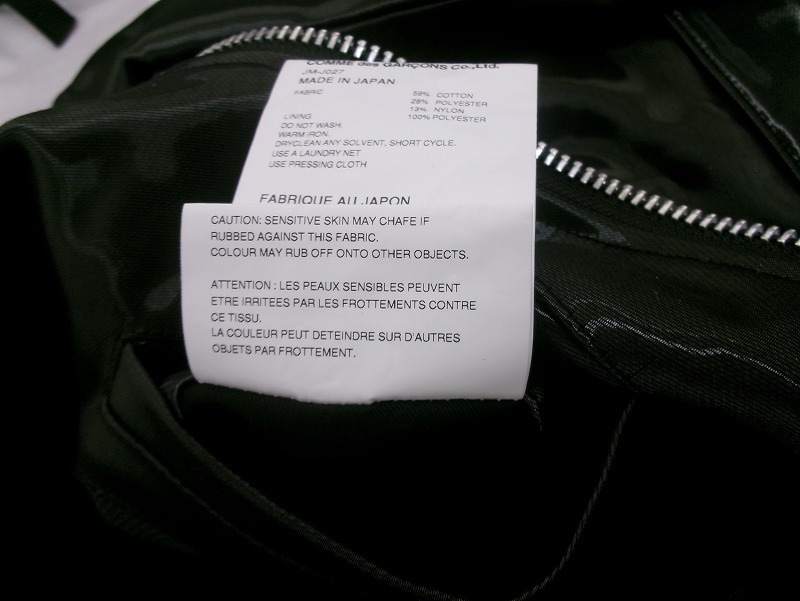 COMME des GARÇONS Co.,Ltd.
JM-J027
MADE IN JAPAN
FABRIC 59% COTTON
28% POLYESTER
13% NYLON
LINING 100% POLYESTER
DO NOT WASH.
WARM IRON.
DRYCLEAN ANY SOLVENT, SHORT CYCLE.
USE A LAUNDRY NET
USE PRESSING CLOTH
FABRIQUE AU JAPON
CAUTION: SENSITIVE SKIN MAY CHAFE IF
RUBBED AGAINST THIS FABRIC.
COLOUR MAY RUB OFF ONTO OTHER OBJECTS.
ATTENTION : LES PEAUX SENSIBLES PEUVENT
ETRE IRRITEES PAR LES FROTTEMENTS CONTRE
CE TISSU.
LA COULEUR PEUT DETEINDRE SUR D'AUTRES
OBJETS PAR FROTTEMENT.